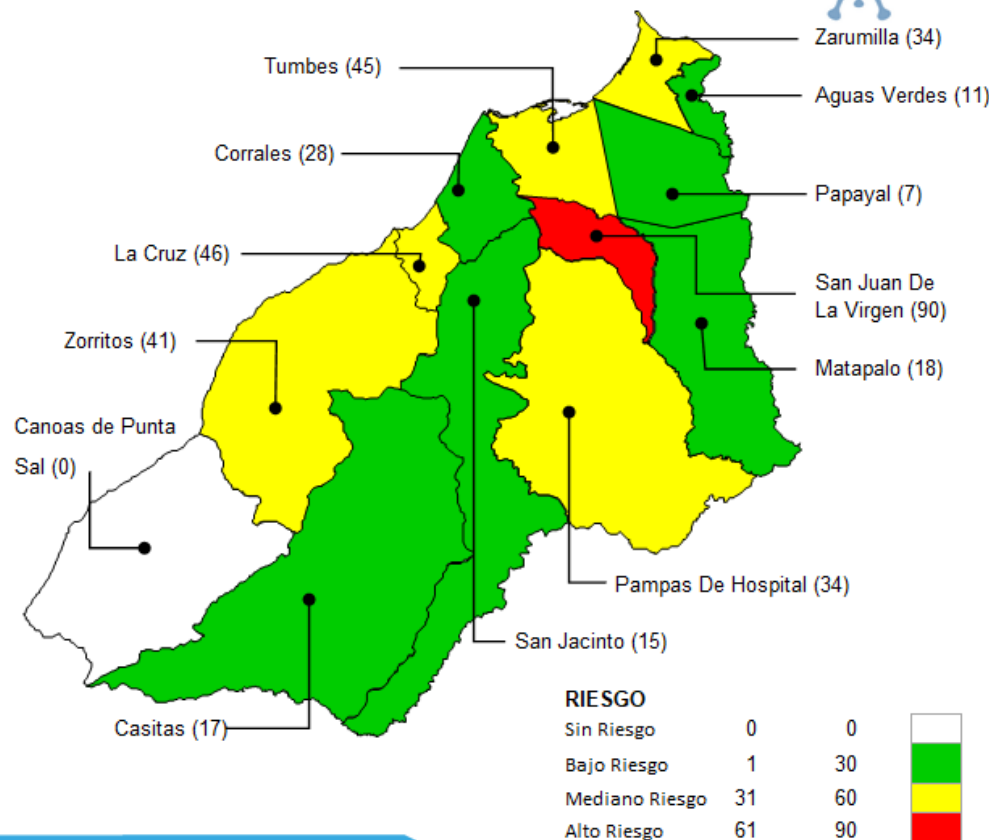 Zarumilla (34)
Tumbes (45)
Aguas Verdes (11)
Corrales (28)
Papayal (7)
La Cruz (46)
San Juan De
La Virgen (90)
Zorritos (41)
Matapalo (18)
Canoas de Punta
Sal (0)
Pampas De Hospital (34)
San Jacinto (15)
Casitas (17)
RIESGO
Sin Riesgo 0 0
Bajo Riesgo 1 30
Mediano Riesgo 31 60
Alto Riesgo 61 90